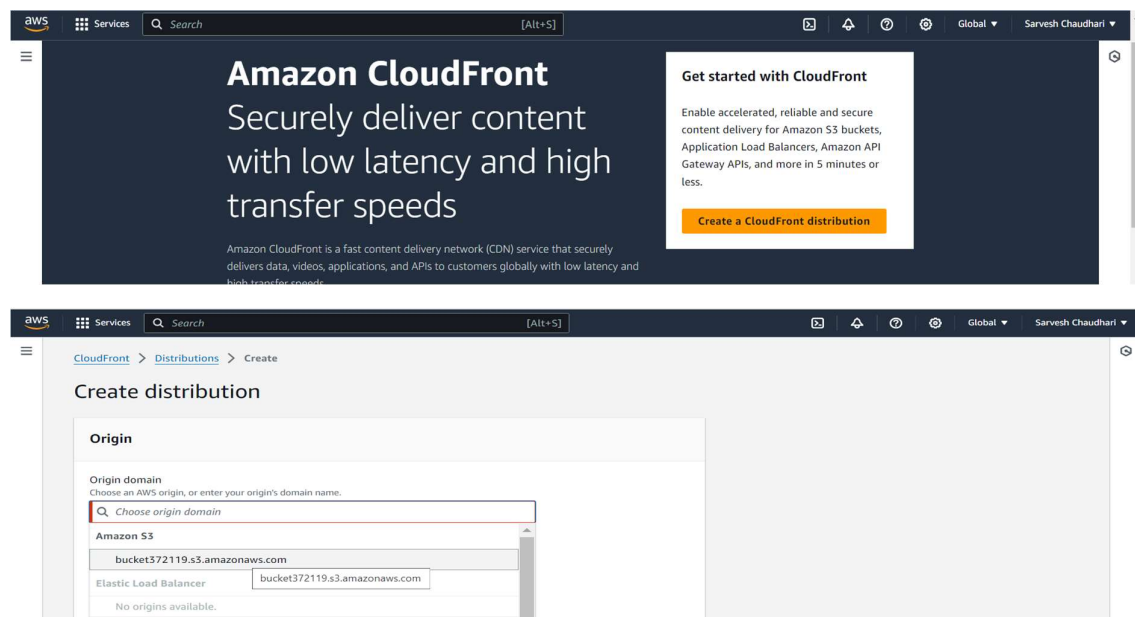 aws Services Search [Alt+S] Global Sarvesh Chaudhari
Amazon CloudFront
Securely deliver content
with low latency and high
transfer speeds
Amazon CloudFront is a fast content delivery network (CDN) service that securely
delivers data, videos, applications, and APIs to customers globally with low latency and
high transfer speeds
Get started with CloudFront
Enable accelerated, reliable and secure
content delivery for Amazon S3 buckets,
Application Load Balancers, Amazon API
Gateway APIs, and more in 5 minutes or
less.
Create a CloudFront distribution
aws Services Search [Alt+S] Global Sarvesh Chaudhari
CloudFront > Distributions > Create
Create distribution
Origin
Origin domain
Choose an AWS origin, or enter your origin's domain name.
Choose origin domain
Amazon S3
bucket372119.s3.amazonaws.com
bucket372119.s3.amazonaws.com
Elastic Load Balancer
No origins available.